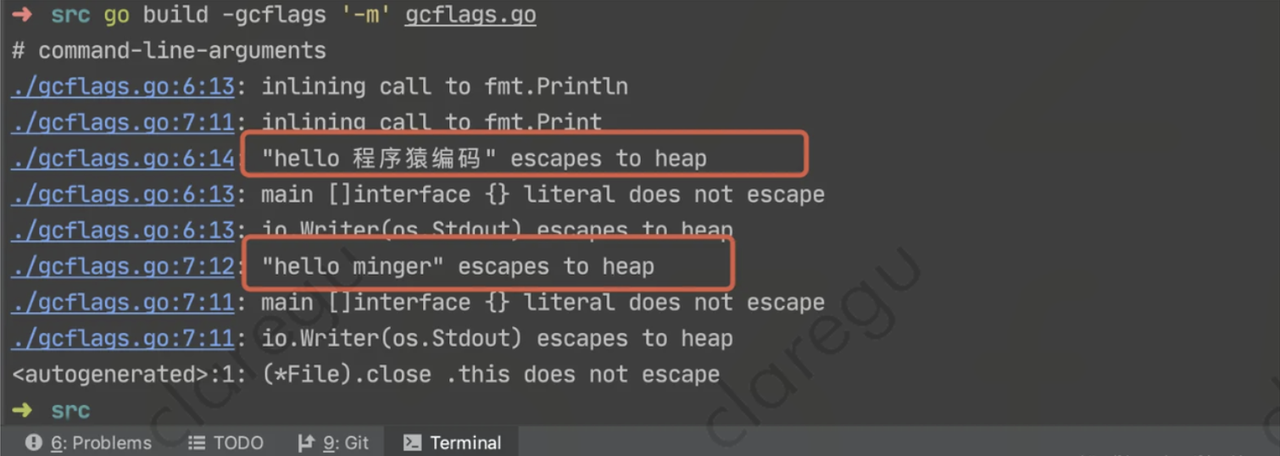 ➜ src go build -gcflags '-m' gcflags.go
# command-line-arguments
./gcflags.go:6:13: inlining call to fmt.Println
./gcflags.go:7:11: inlining call to fmt.Print
./gcflags.go:6:14: "hello 程序猿编码" escapes to heap
./gcflags.go:6:13: main []interface {} literal does not escape
./gcflags.go:6:13: io.Writer(os.Stdout) escapes to heap
./gcflags.go:7:12: "hello minger" escapes to heap
./gcflags.go:7:11: main []interface {} literal does not escape
./gcflags.go:7:11: io.Writer(os.Stdout) escapes to heap
<autogenerated>:1: (*File).close .this does not escape
➜ src
6: Problems TODO 9: Git Terminal
claregu
claregu